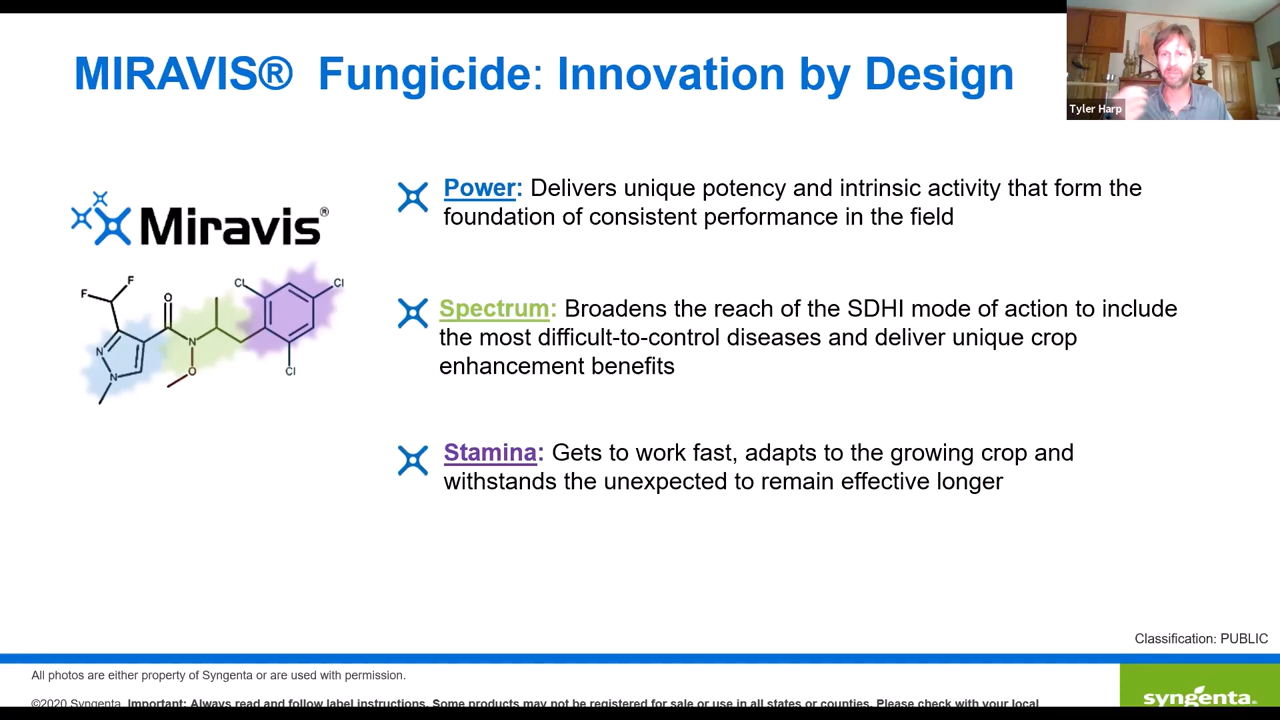 MIRAVIS® Fungicide: Innovation by Design
Tyler Harp
Miravis®
F
F
O
N
N
N
O
Cl
Cl
Cl
Power: Delivers unique potency and intrinsic activity that form the
foundation of consistent performance in the field
Spectrum: Broadens the reach of the SDHI mode of action to include
the most difficult-to-control diseases and deliver unique crop
enhancement benefits
Stamina: Gets to work fast, adapts to the growing crop and
withstands the unexpected to remain effective longer
Classification: PUBLIC
All photos are either property of Syngenta or are used with permission.
©2020 Syngenta. Important: Always read and follow label instructions. Some products may not be registered for sale or use in all states or counties. Please check with your local
syngenta